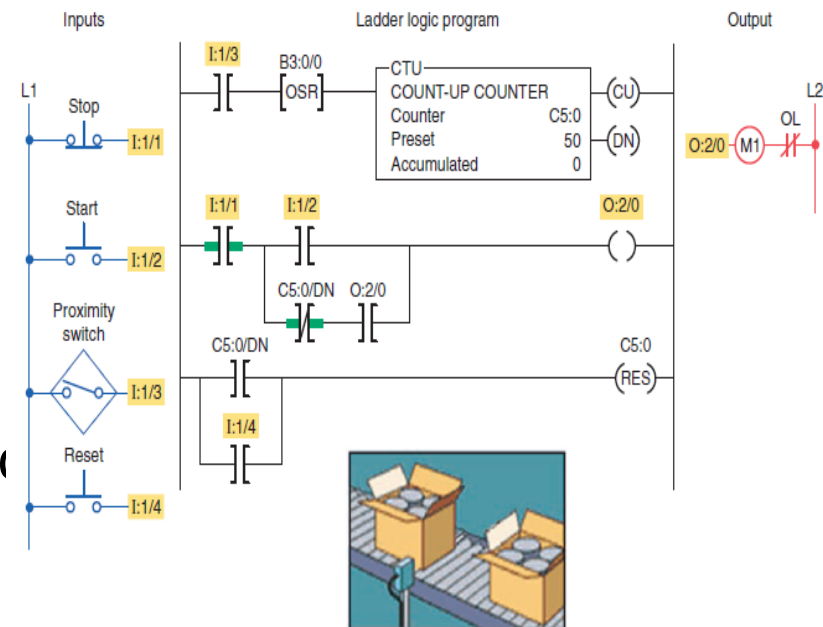 Inputs
Ladder logic program
Output
L1
Stop
I:1/1
Start
I:1/2
Proximity
switch
I:1/3
Reset
I:1/4
I:1/3
B3:0/0
OSR
CTU
COUNT-UP COUNTER
Counter C5:0
Preset 50
Accumulated 0
CU
DN
I:1/1
I:1/2
O:2/0
C5:0/DN
O:2/0
C5:0/DN
C5:0
RES
I:1/4
L2
OL
O:2/0
M1